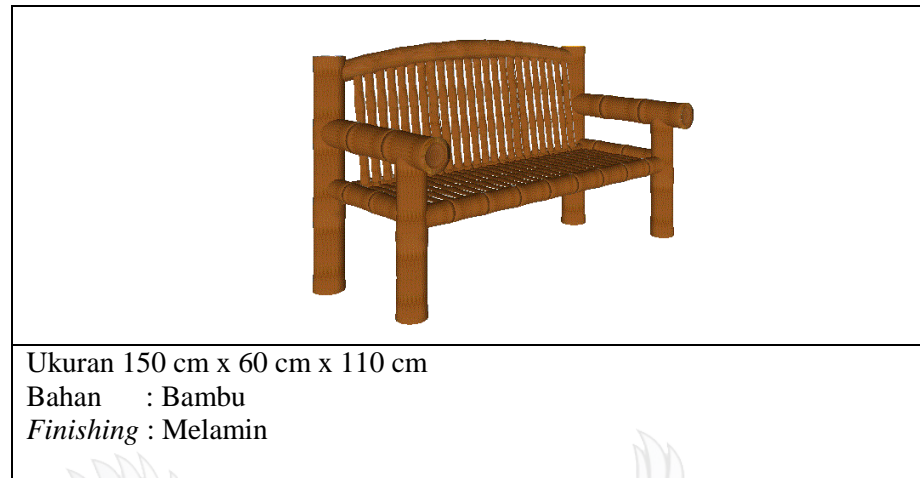 Ukuran 150 cm x 60 cm x 110 cm
Bahan : Bambu
Finishing : Melamin